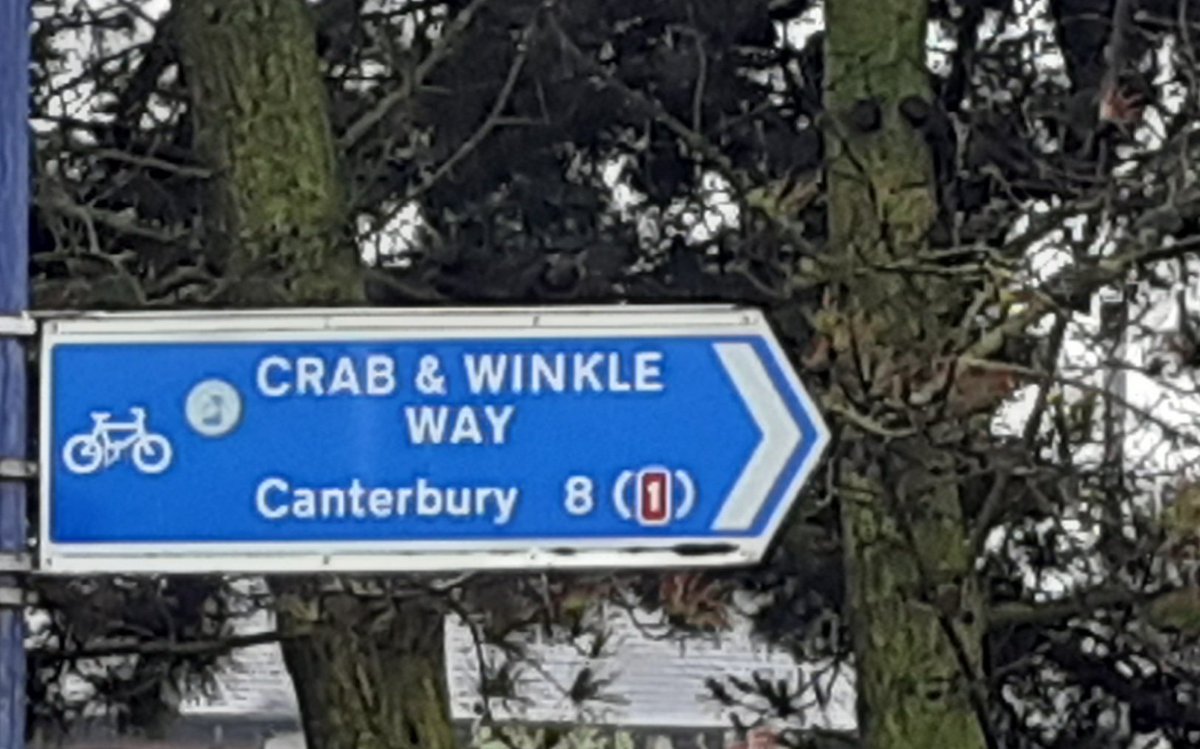 CRAB & WINKLE
WAY
Canterbury 8 (1)